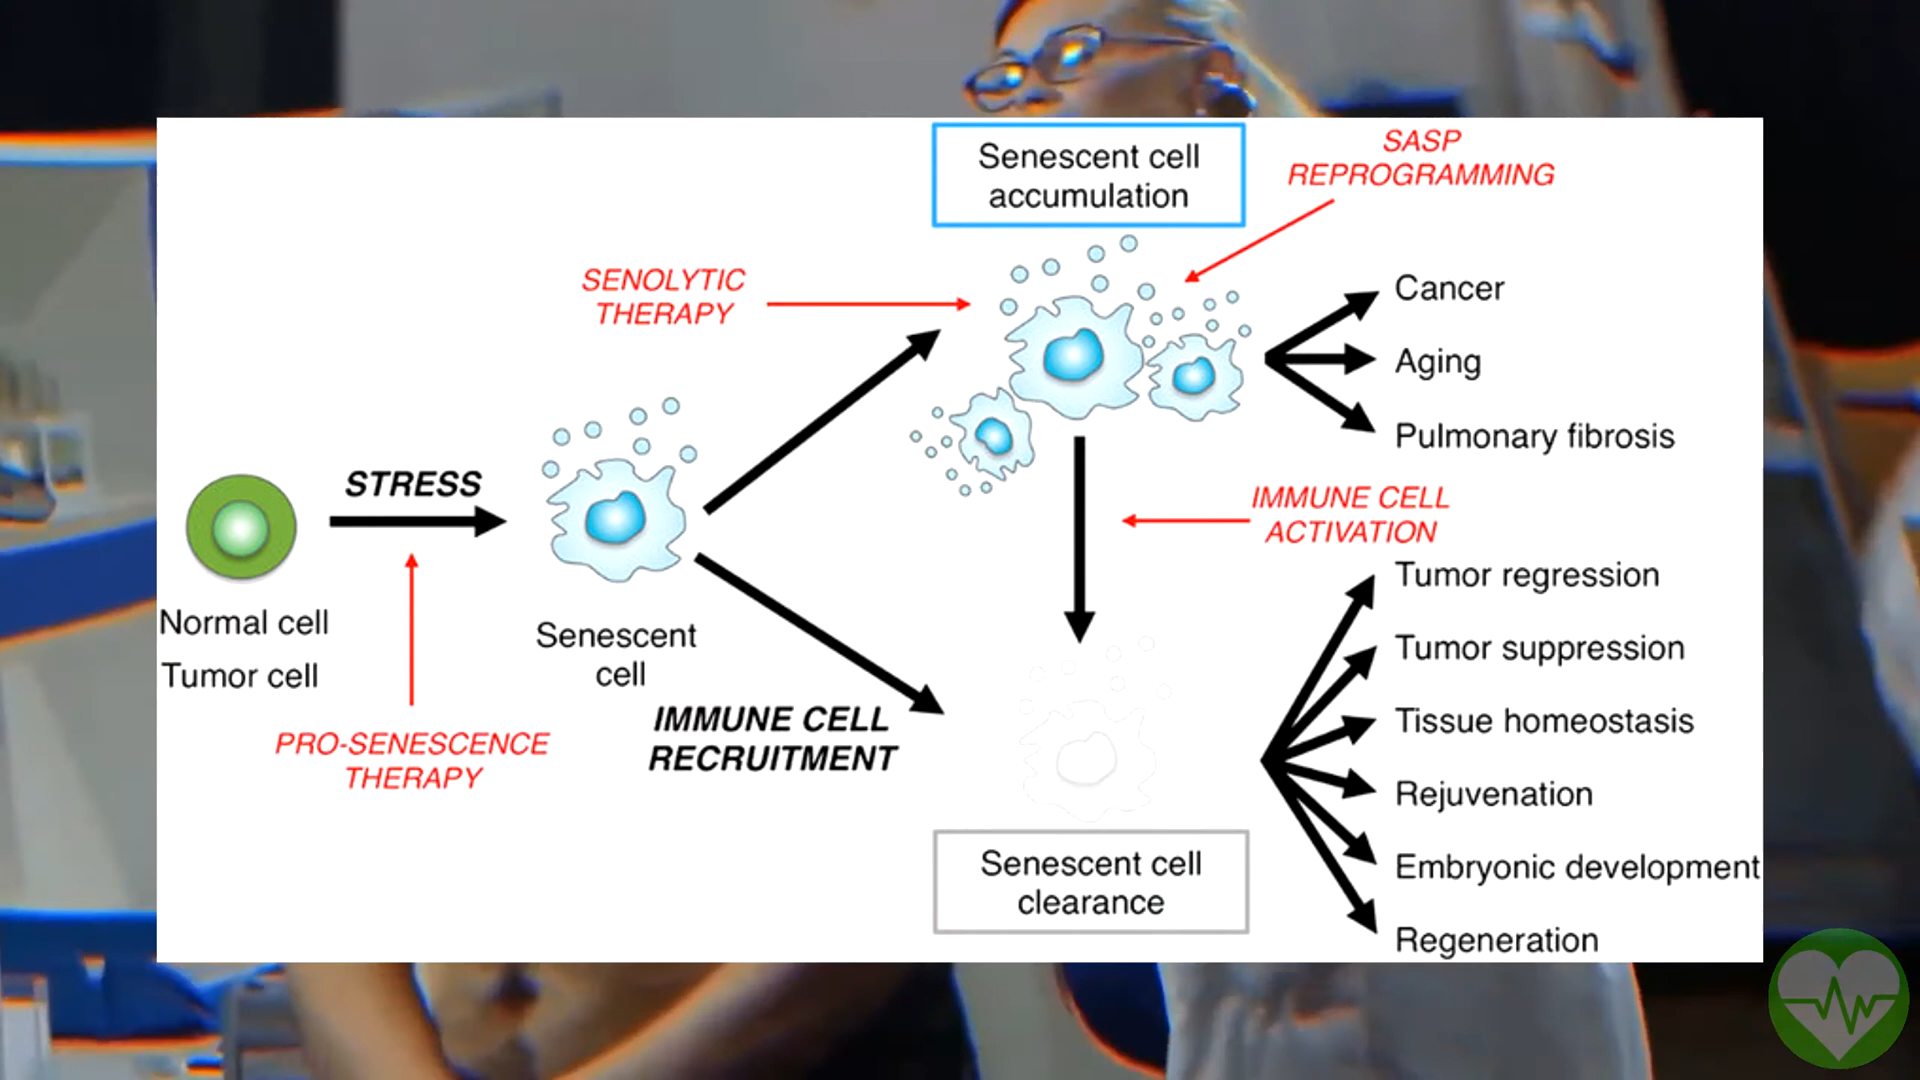 Senescent cell
accumulation
SASP
REPROGRAMMING
SENOLYTIC
THERAPY
Cancer
Aging
Pulmonary fibrosis
STRESS
IMMUNE CELL
ACTIVATION
Normal cell
Tumor cell
Senescent
cell
PRO-SENESCENCE
THERAPY
IMMUNE CELL
RECRUITMENT
Tumor regression
Tumor suppression
Tissue homeostasis
Rejuvenation
Embryonic development
Regeneration
Senescent cell
clearance